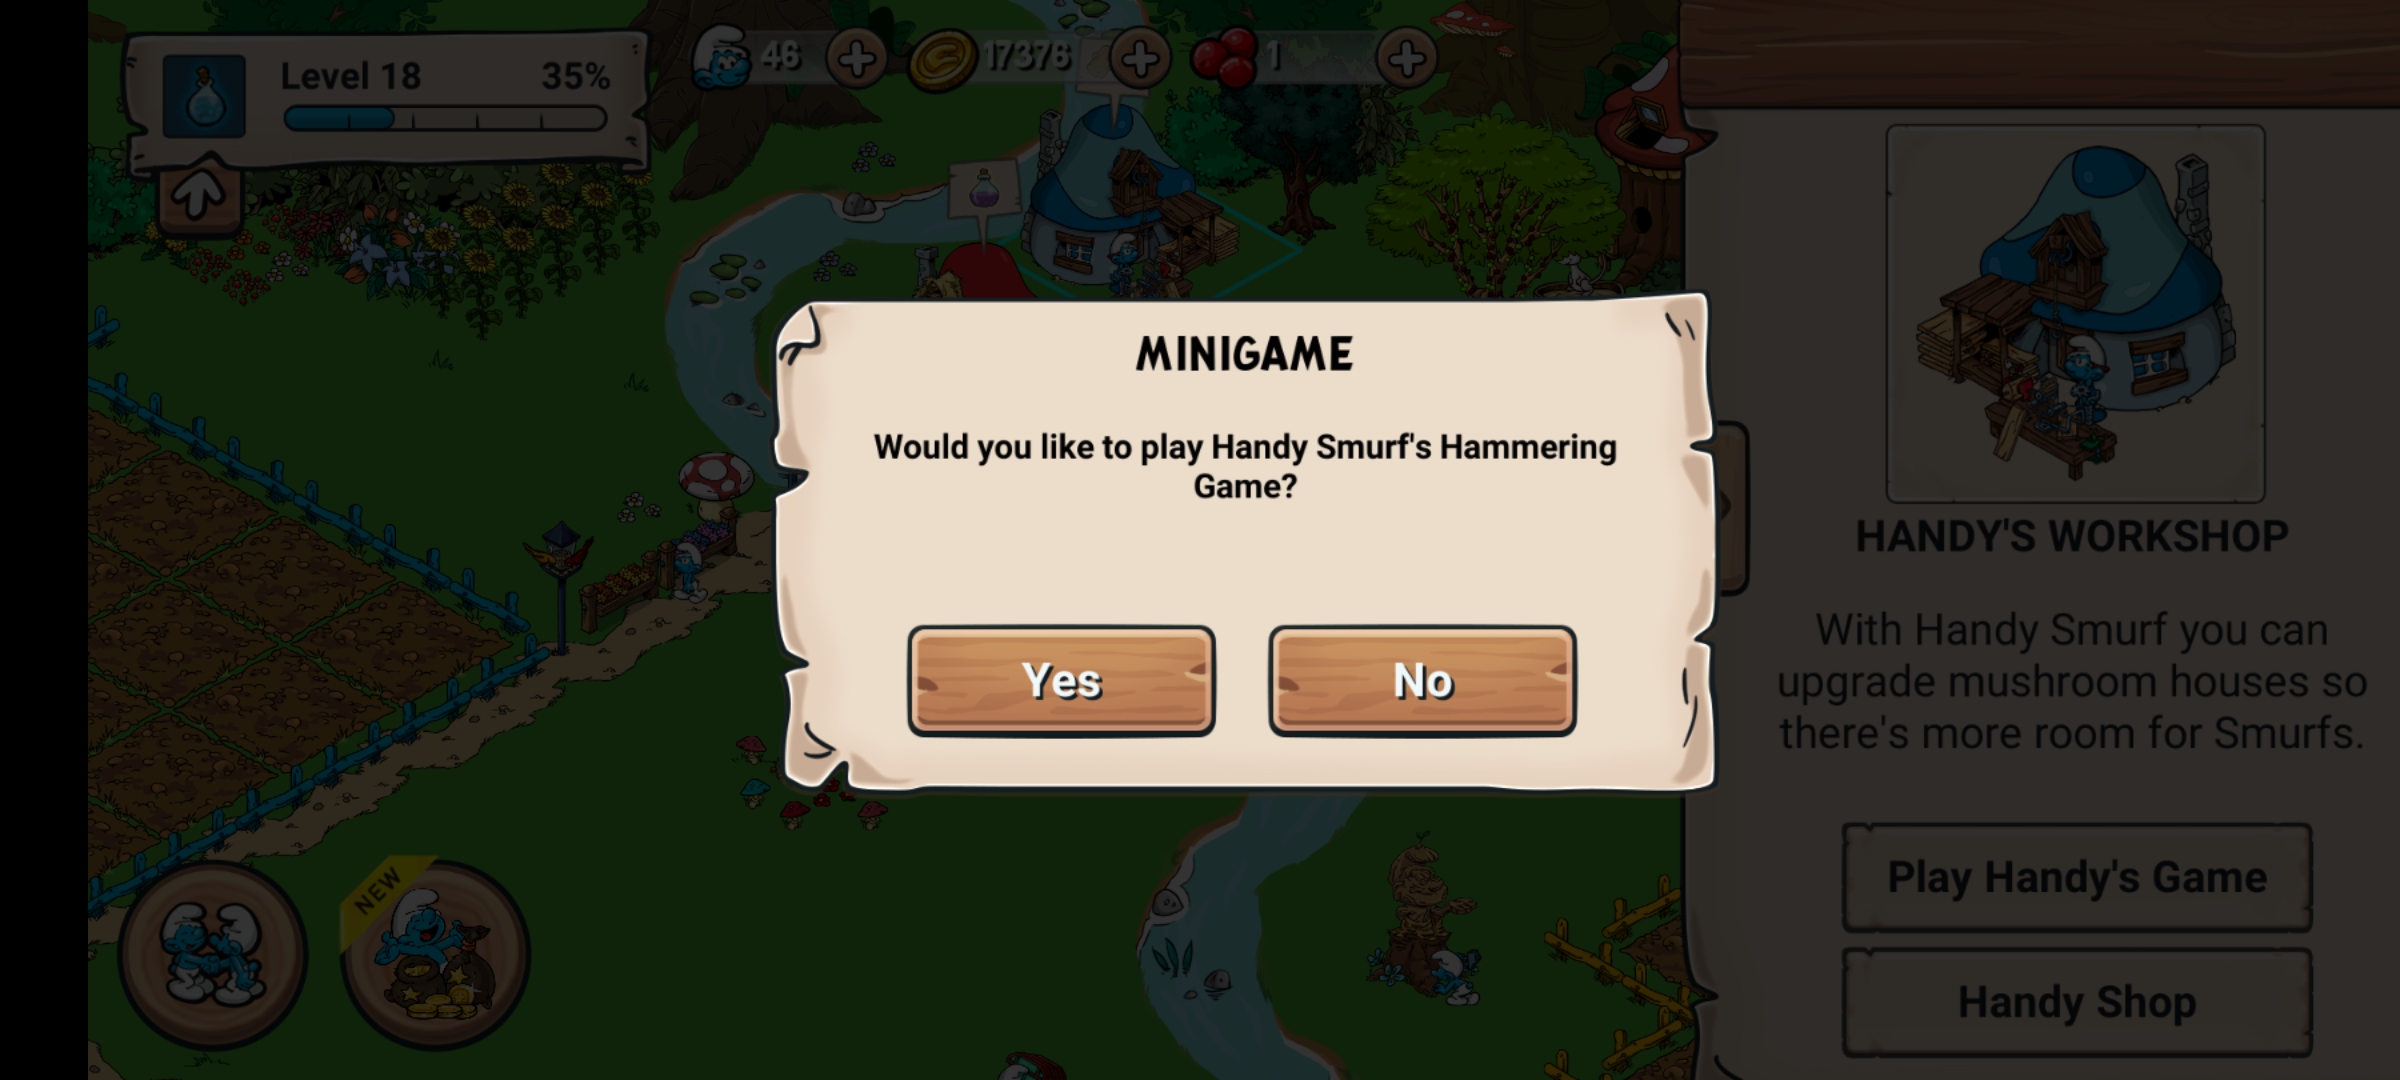 Level 18
35%
46
17376
1
MINIGAME
Would you like to play Handy Smurf's Hammering
Game?
Yes
No
HANDY'S WORKSHOP
With Handy Smurf you can
upgrade mushroom houses so
there's more room for Smurfs.
Play Handy's Game
Handy Shop
NEW